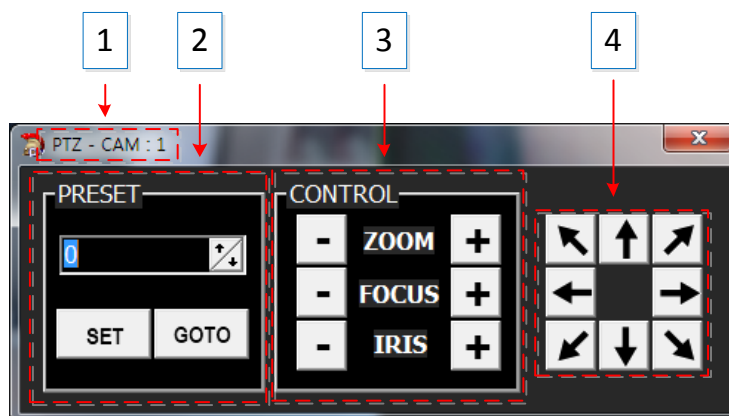 1 2 3 4
PTZ - CAM : 1
x
PRESET CONTROL
0
- ZOOM +
- FOCUS +
SET GOTO
- IRIS +